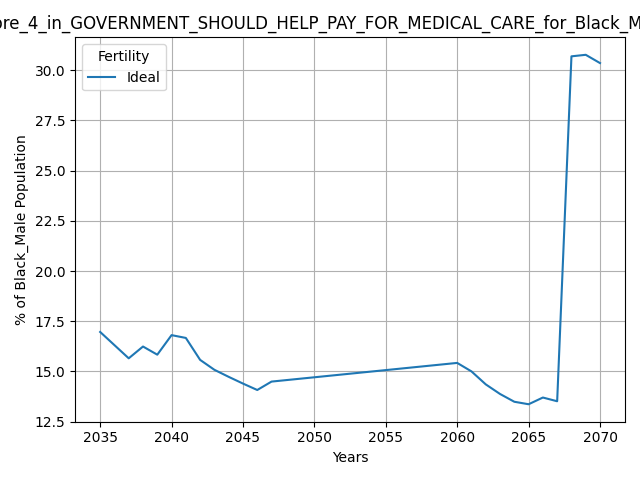 ore_4_in_GOVERNMENT_SHOULD_HELP_PAY_FOR_MEDICAL_CARE_for_Black_M
Fertility
Ideal
30.0
27.5
25.0
22.5
20.0
17.5
15.0
12.5
% of Black_Male Population
2035 2040 2045 2050 2055 2060 2065 2070
Years